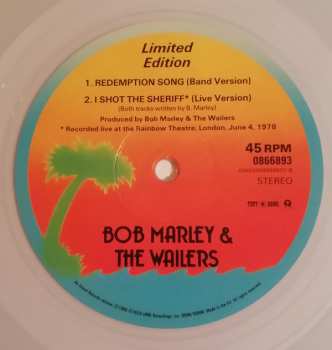 Limited
Edition
1. REDEMPTION SONG (Band Version)
2. I SHOT THE SHERIFF* (Live Version)
(Both tracks written by B. Marley)
Produced by Bob Marley & The Wailers
* Recorded live at the Rainbow Theatre, London, June 4, 1978
45 RPM
0866893
STEREO
BOB MARLEY &
THE WAILERS